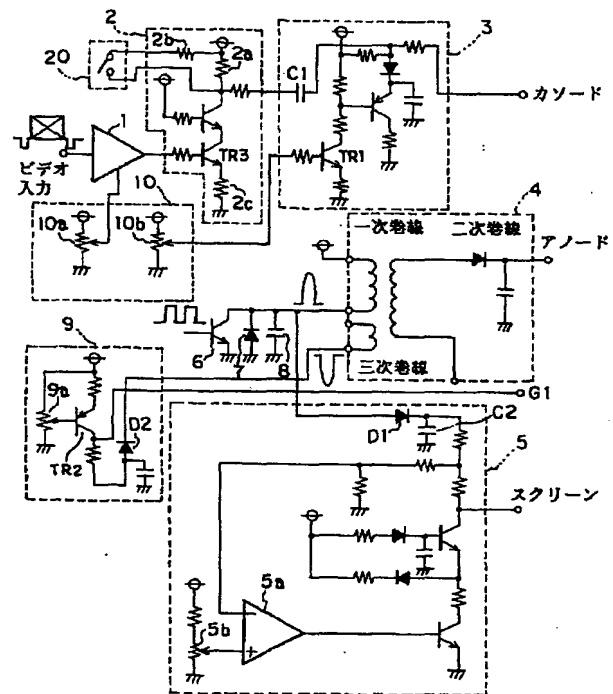 2
3
20
2b
2a
C1
カソード
1
TR3
TR1
ビデオ
入力
2c
10
4
10a
10b
一次巻線
二次巻線
アノード
9
6
7
8
三次巻線
G1
9a
D2
D1
C2
5
TR2
スクリーン
5a
5b